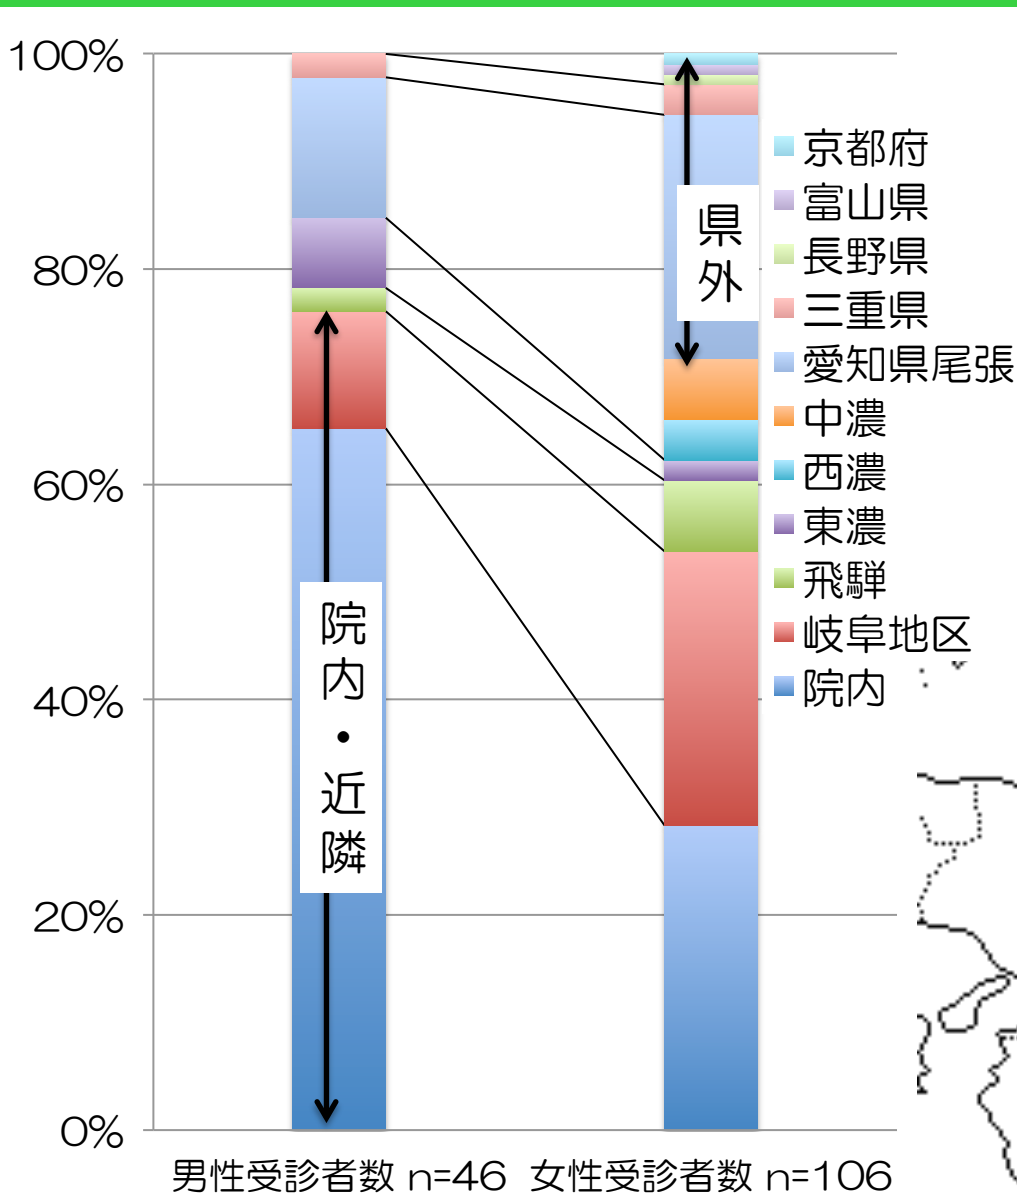 100%
80%
60%
40%
20%
0%
院内・近隣
県外
京都府
富山県
長野県
三重県
愛知県尾張
中濃
西濃
東濃
飛騨
岐阜地区
院内
男性受診者数 n=46
女性受診者数 n=106